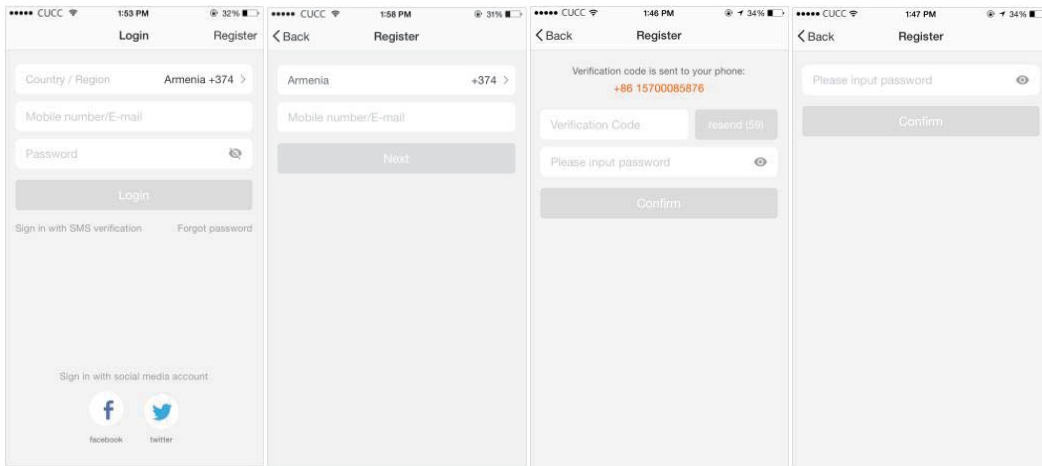 CUCC 1:53 PM 32%
Login Register
Country / Region Armenia +374 >
Mobile number/E-mail
Password
Login
Sign in with SMS verification Forgot password
Sign in with social media account
facebook twitter
CUCC 1:58 PM 31%
< Back Register
Armenia +374 >
Mobile number/E-mail
Next
CUCC 1:46 PM 34%
< Back Register
Verification code is sent to your phone:
+86 15700085876
Verification Code resend (59)
Please input password
Confirm
CUCC 1:47 PM 34%
< Back Register
Please input password
Confirm